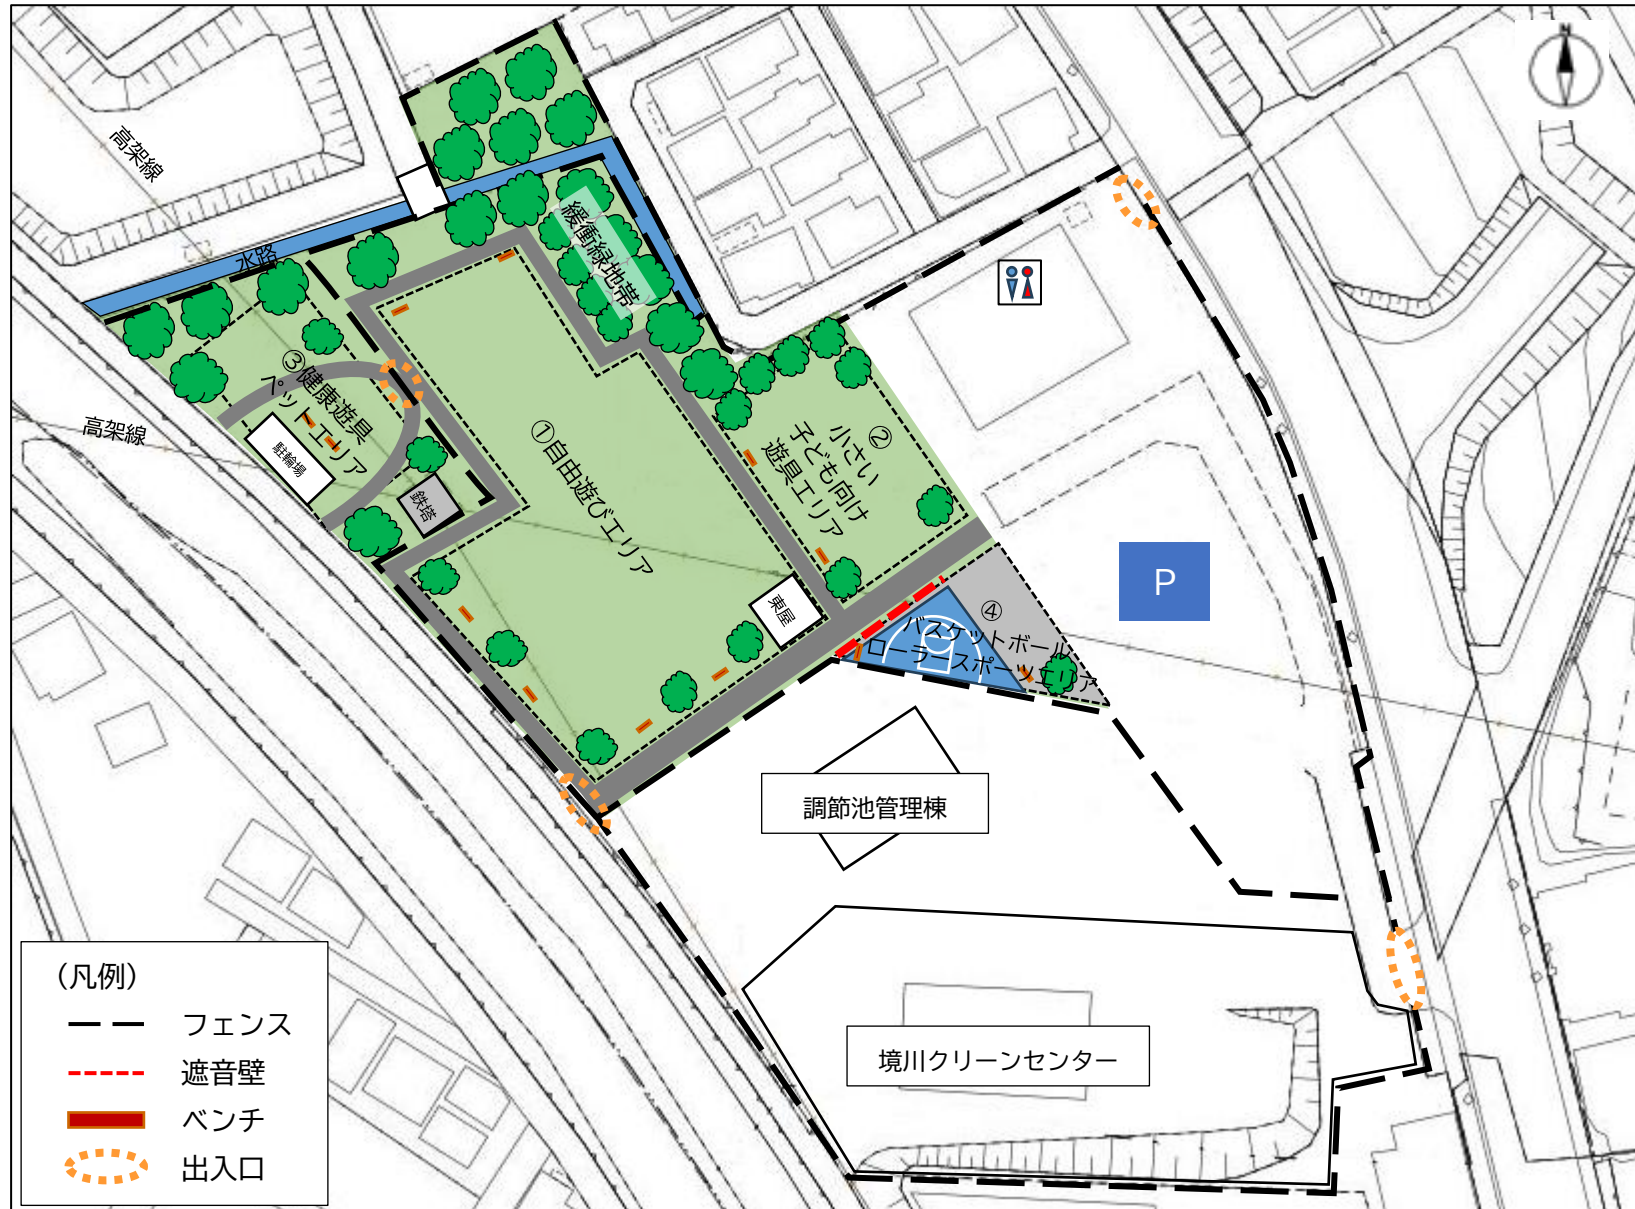 N
高架線
水路
緩衝緑地帯
③健康遊具
ペットエリア
駐輪場
高架線
鉄塔
①自由遊びエリア
②
小さい
子ども向け
遊具エリア
東屋
④
バスケットボール
ローラースポーツエリア
P
調節池管理棟
境川クリーンセンター
(凡例)
フェンス
遮音壁
ベンチ
出入口